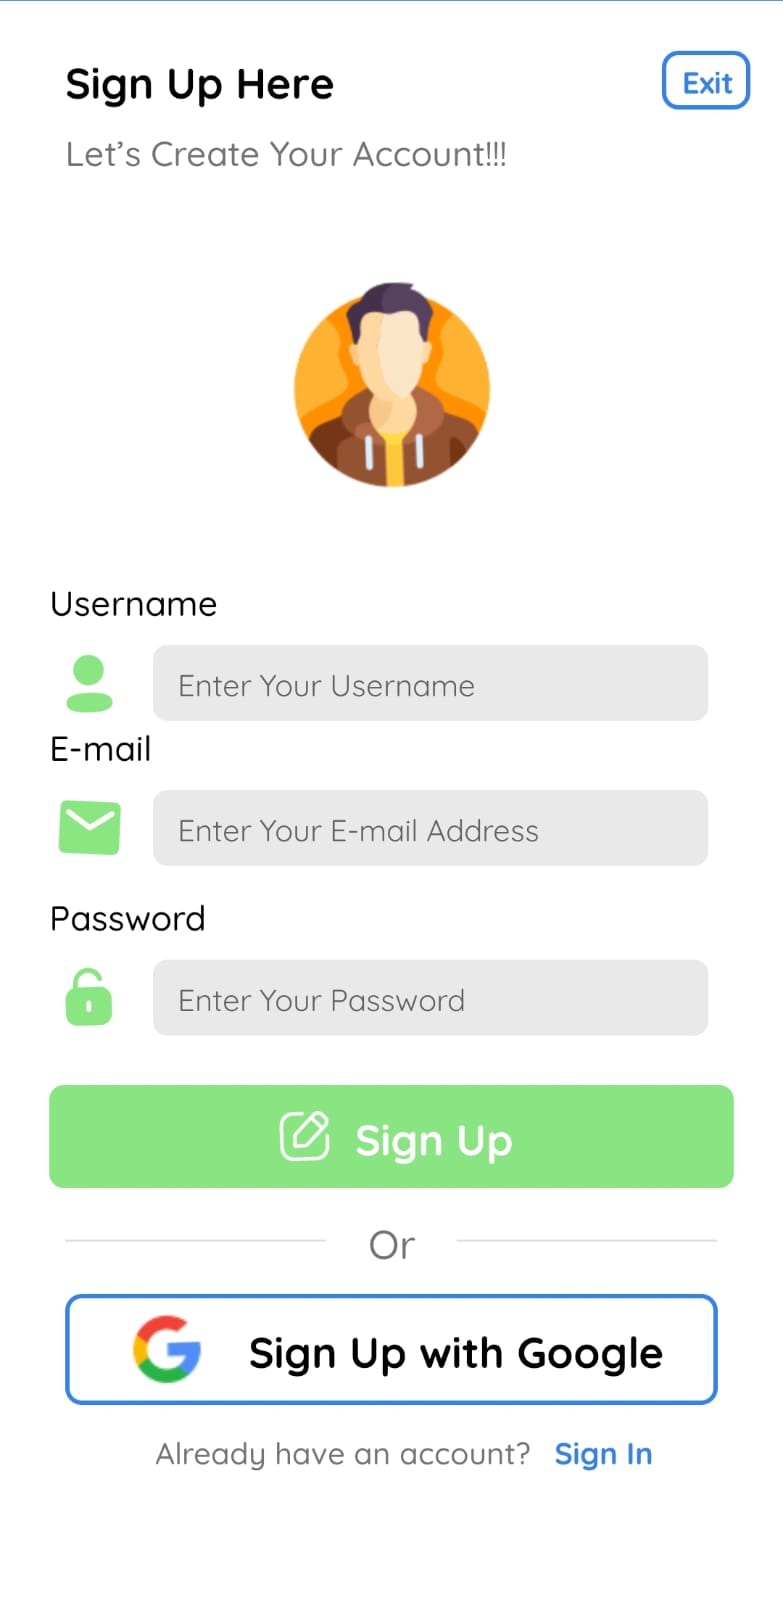 Sign Up Here
Exit
Let’s Create Your Account!!!
Username
Enter Your Username
E-mail
Enter Your E-mail Address
Password
Enter Your Password
Sign Up
Or
Sign Up with Google
Already have an account? Sign In